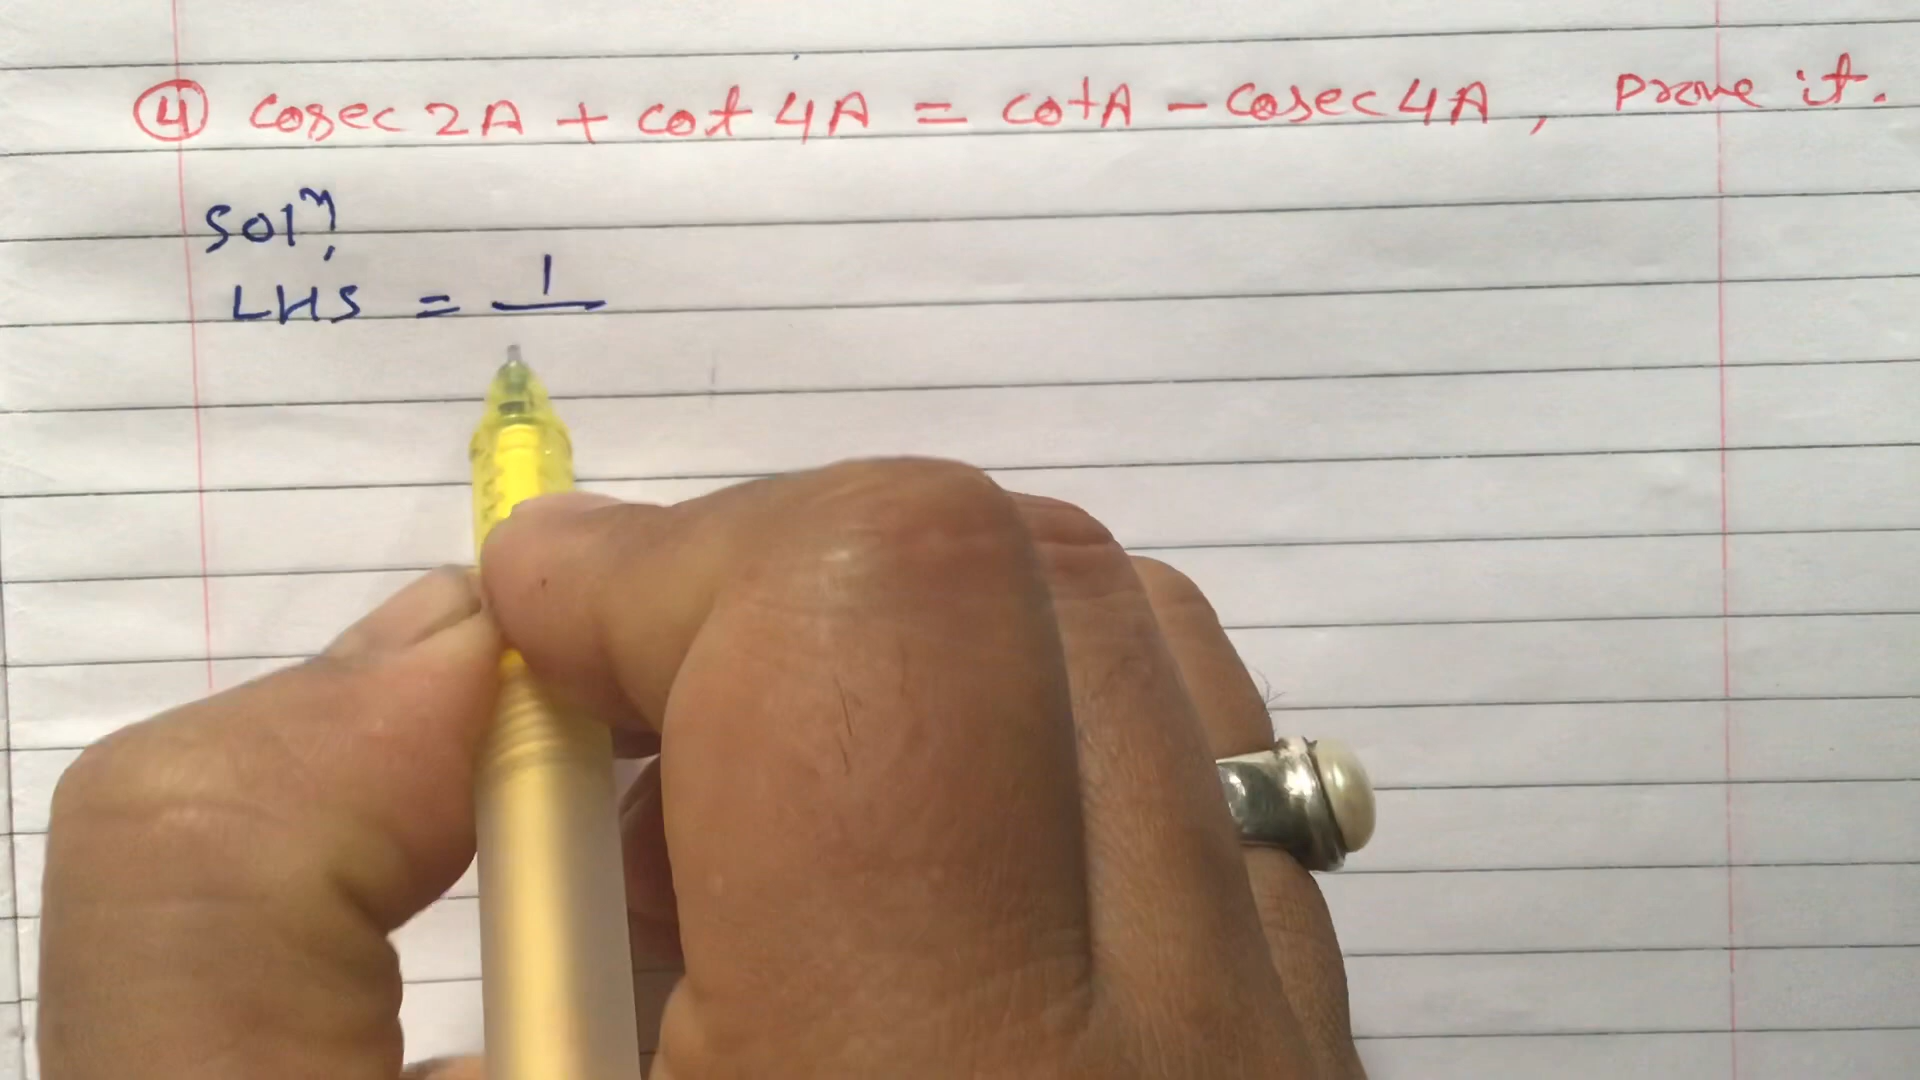 ④ cosec 2A + cot 4A = cotA - cosec 4A, prove it.
Solⁿ,
LHS = 1/